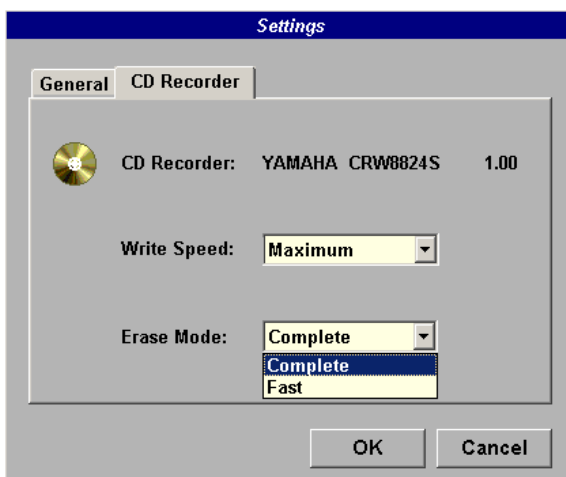 Settings
General CD Recorder
CD Recorder: YAMAHA CRW8824S 1.00
Write Speed: Maximum
Erase Mode: Complete
Complete
Fast
OK Cancel